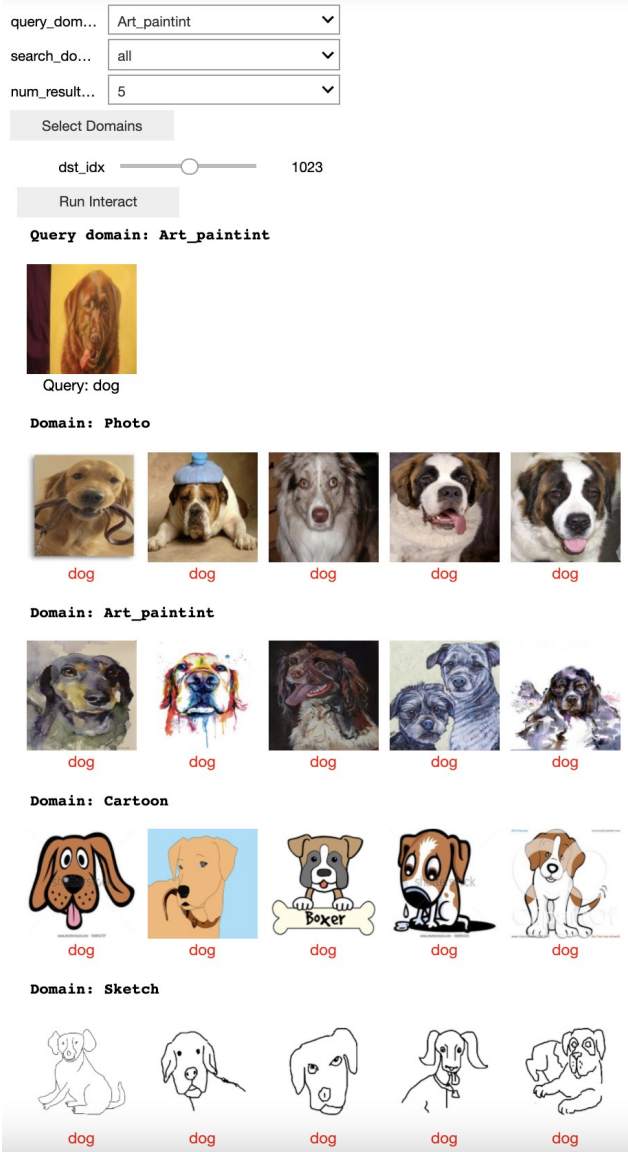 query_dom… Art_paintint
search_do… all
num_result… 5
Select Domains
dst_idx 1023
Run Interact
Query domain: Art_paintint
Query: dog
Domain: Photo
dog dog dog dog dog
Domain: Art_paintint
dog dog dog dog dog
Domain: Cartoon
Boxer
dog dog dog dog dog
Domain: Sketch
dog dog dog dog dog